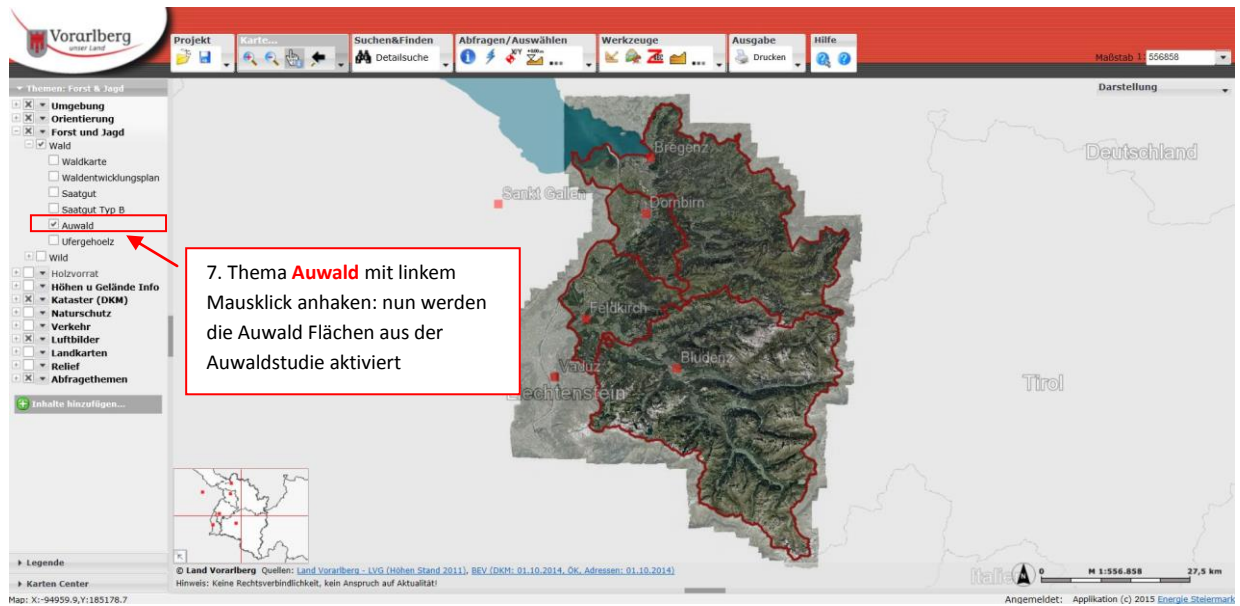 Vorarlberg
unser Land
Projekt
Karte...
Suchen&Finden
Abfragen/Auswählen
Werkzeuge
Ausgabe
Hilfe
Detailsuche
X/Y
...
...
Drucken
Maßstab 1: 556858
Themen: Forst & Jagd
Darstellung
Umgebung
Orientierung
Forst und Jagd
Wald
Waldkarte
Waldentwicklungsplan
Saatgut
Saatgut Typ B
Auwald
Ufergehoelz
Wild
Holzvorrat
Höhen u Gelände Info
Kataster (DKM)
Naturschutz
Verkehr
Luftbilder
Landkarten
Relief
Abfragethemen
Inhalte hinzufügen...
7. Thema Auwald mit linkem
Mausklick anhaken: nun werden
die Auwald Flächen aus der
Auwaldstudie aktiviert
Bregenz
Deutschland
Sankt Gallen
Dornbirn
Feldkirch
Bludenz
Vaduz
Liechtenstein
Tirol
Italien
Legende
Karten Center
© Land Vorarlberg Quellen: Land Vorarlberg - LVG (Höhen Stand 2011), BEV (DKM: 01.10.2014, ÖK, Adressen: 01.10.2014)
Hinweis: Keine Rechtsverbindlichkeit, kein Anspruch auf Aktualität!
0 M 1:556.858 27,5 km
Map: X:-94959.9,Y:185178.7
Angemeldet: Applikation (c) 2015 Energie Steiermark